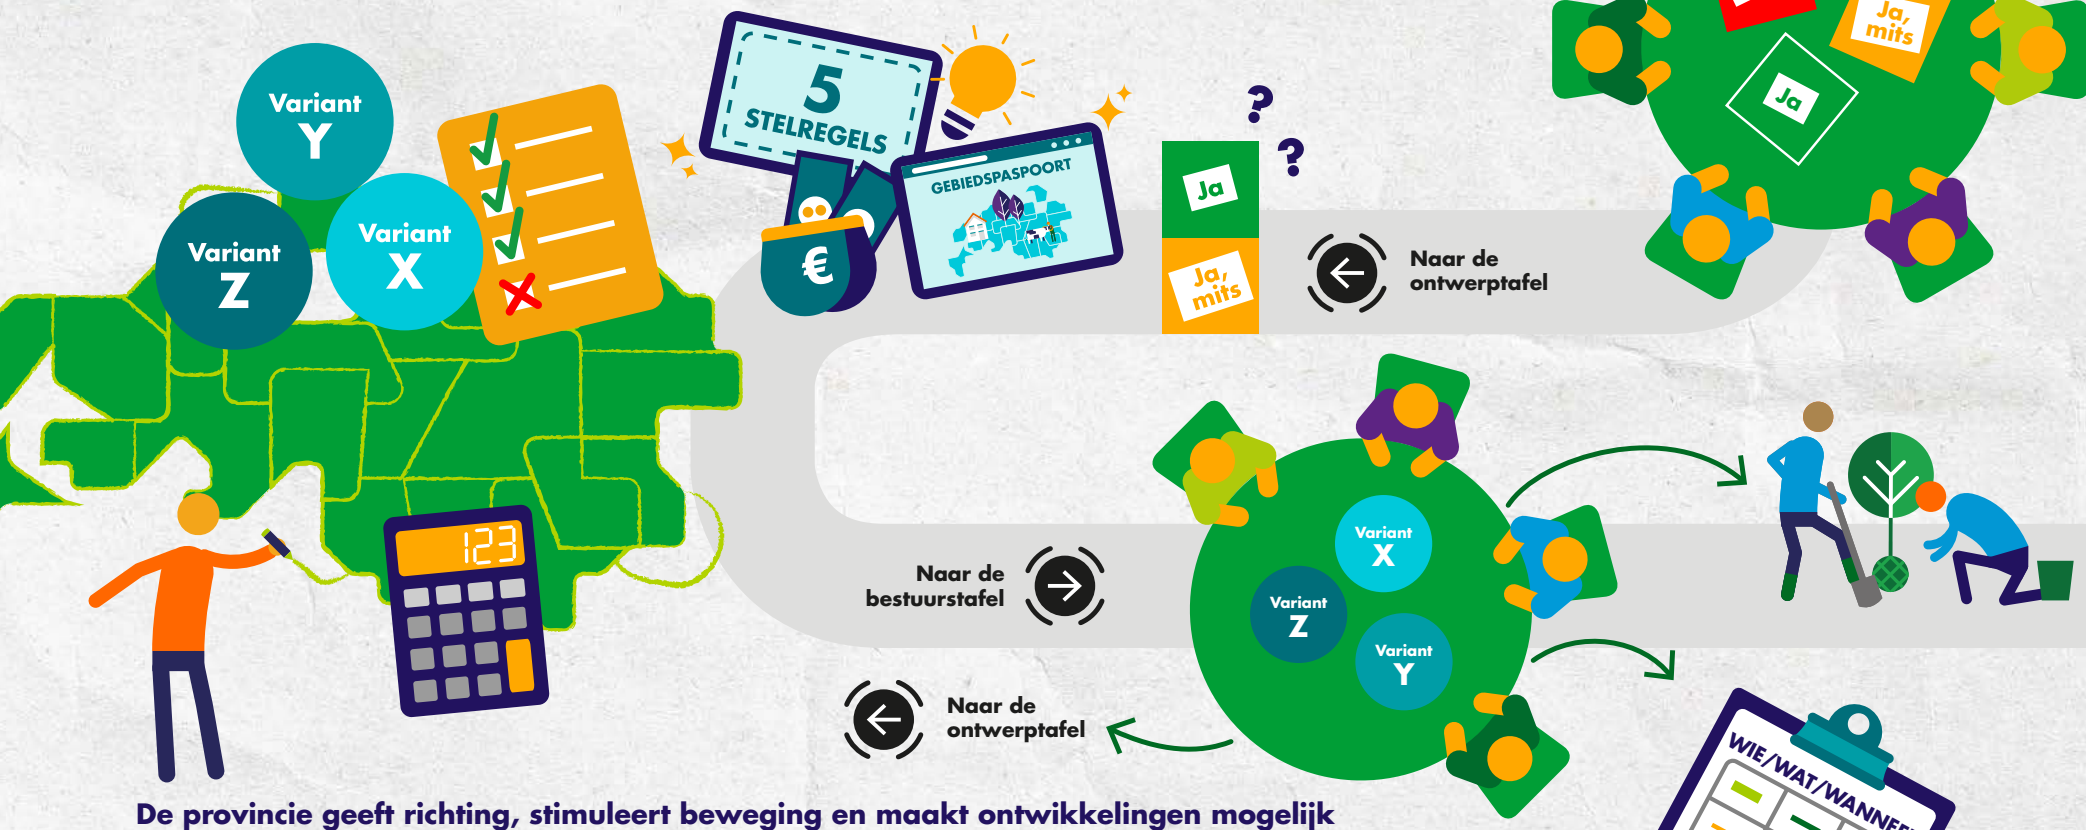 Variant
Y
Variant
X
Variant
Z
5
STELREGELS
€
GEBIEDSPASPOORT
Ja
Ja,
mits
?
?
Naar de
ontwerptafel
Ja,
mits
Ja
123
Naar de
bestuurstafel
Variant
X
Variant
Z
Variant
Y
Naar de
ontwerptafel
WIE/WAT/
De provincie geeft richting, stimuleert beweging en maakt ontwikkelingen mogelijk